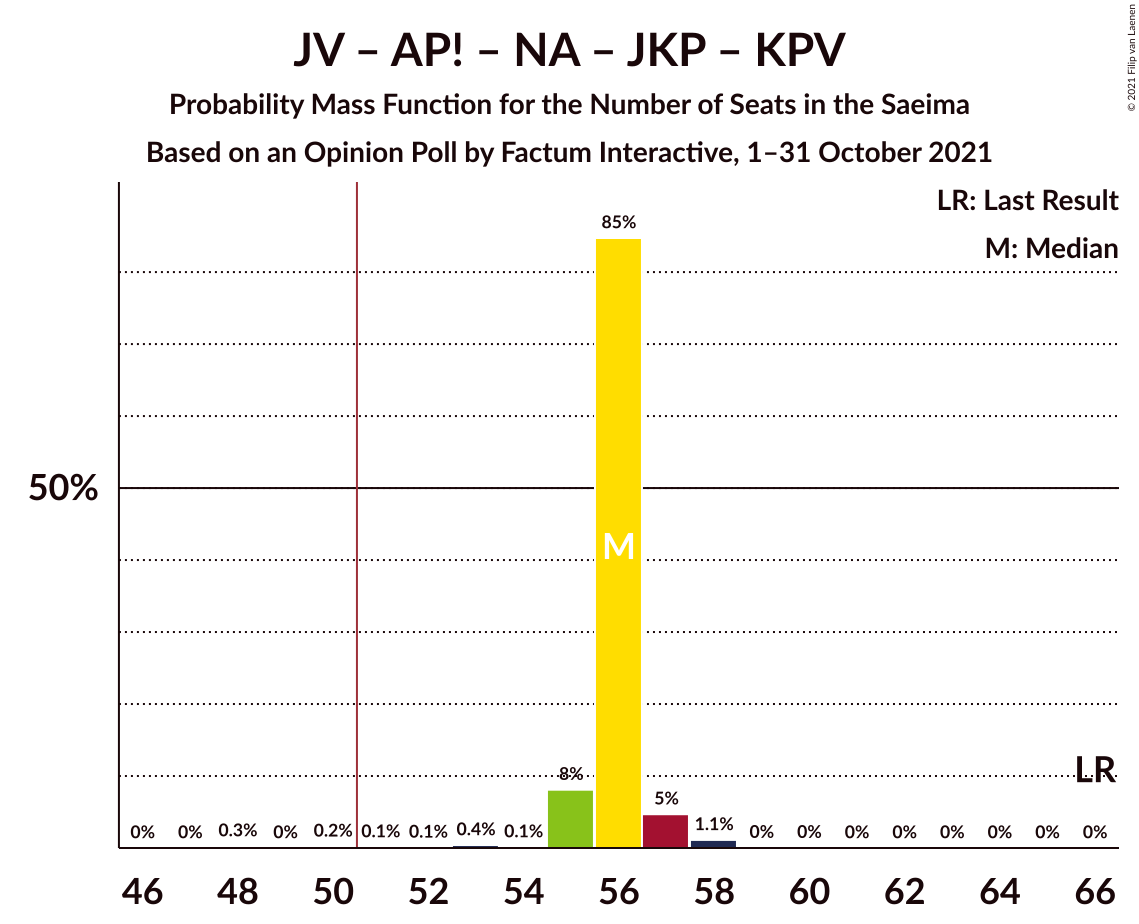 JV – AP! – NA – JKP – KPV
Probability Mass Function for the Number of Seats in the Saeima
Based on an Opinion Poll by Factum Interactive, 1–31 October 2021
© 2021 Filip van Laenen
LR: Last Result
M: Median
85%
50%
M
LR
8%
5%
0% 0% 0.3% 0% 0.2% 0.1% 0.1% 0.4% 0.1% 1.1% 0% 0% 0% 0% 0% 0% 0% 0%
46 48 50 52 54 56 58 60 62 64 66